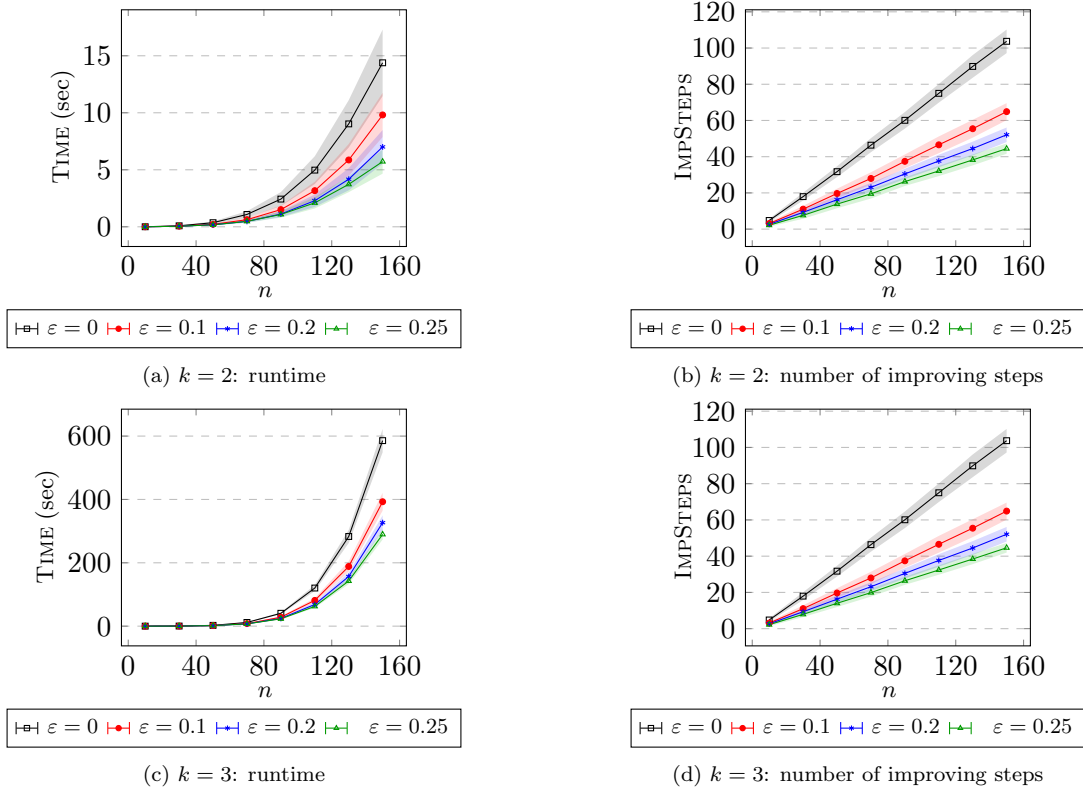 15
10
5
0
TIME (sec)
0 40 80 120 160
n
ε = 0 ε = 0.1 ε = 0.2 ε = 0.25
(a) k = 2: runtime
120
100
80
60
40
20
0
IMPSTEPS
0 40 80 120 160
n
ε = 0 ε = 0.1 ε = 0.2 ε = 0.25
(b) k = 2: number of improving steps
600
400
200
0
TIME (sec)
0 40 80 120 160
n
ε = 0 ε = 0.1 ε = 0.2 ε = 0.25
(c) k = 3: runtime
120
100
80
60
40
20
0
IMPSTEPS
0 40 80 120 160
n
ε = 0 ε = 0.1 ε = 0.2 ε = 0.25
(d) k = 3: number of improving steps